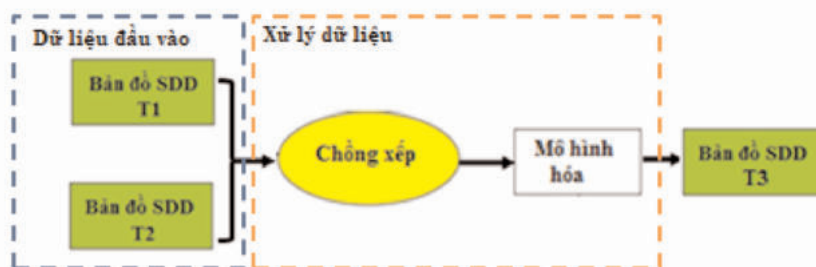 Dữ liệu đầu vào
Xử lý dữ liệu
Bản đồ SDD
T1
Bản đồ SDD
T2
Chồng xếp
Mô hình
hóa
Bản đồ SDD
T3